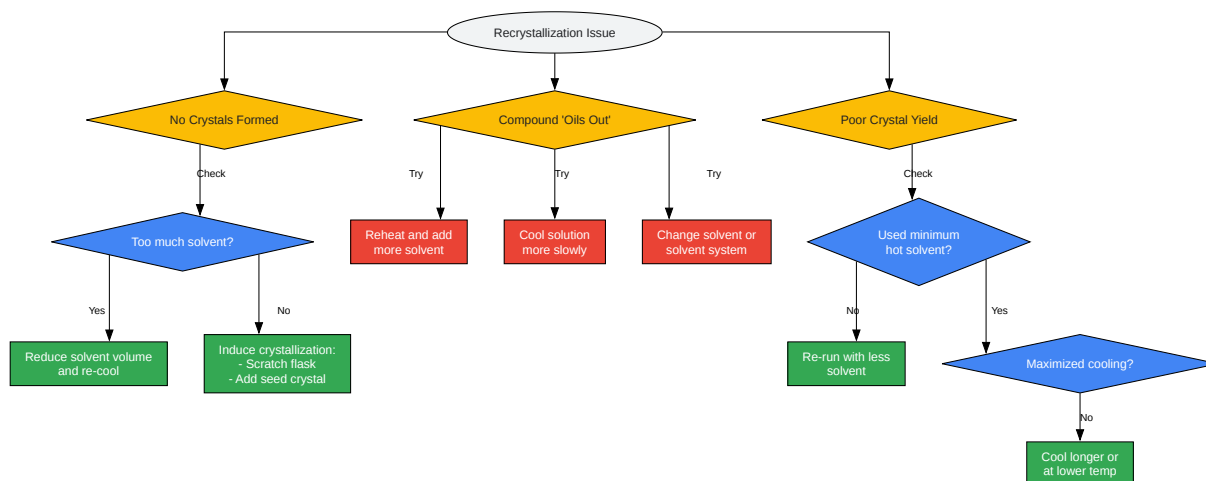 Recrystallization Issue
No Crystals Formed
Compound 'Oils Out'
Poor Crystal Yield
Check
Try
Try
Try
Check
Too much solvent?
Reheat and add
more solvent
Cool solution
more slowly
Change solvent or
solvent system
Used minimum
hot solvent?
Yes
No
No
Yes
Reduce solvent volume
and re-cool
Induce crystallization:
- Scratch flask
- Add seed crystal
Re-run with less
solvent
Maximized cooling?
No
Cool longer or
at lower temp